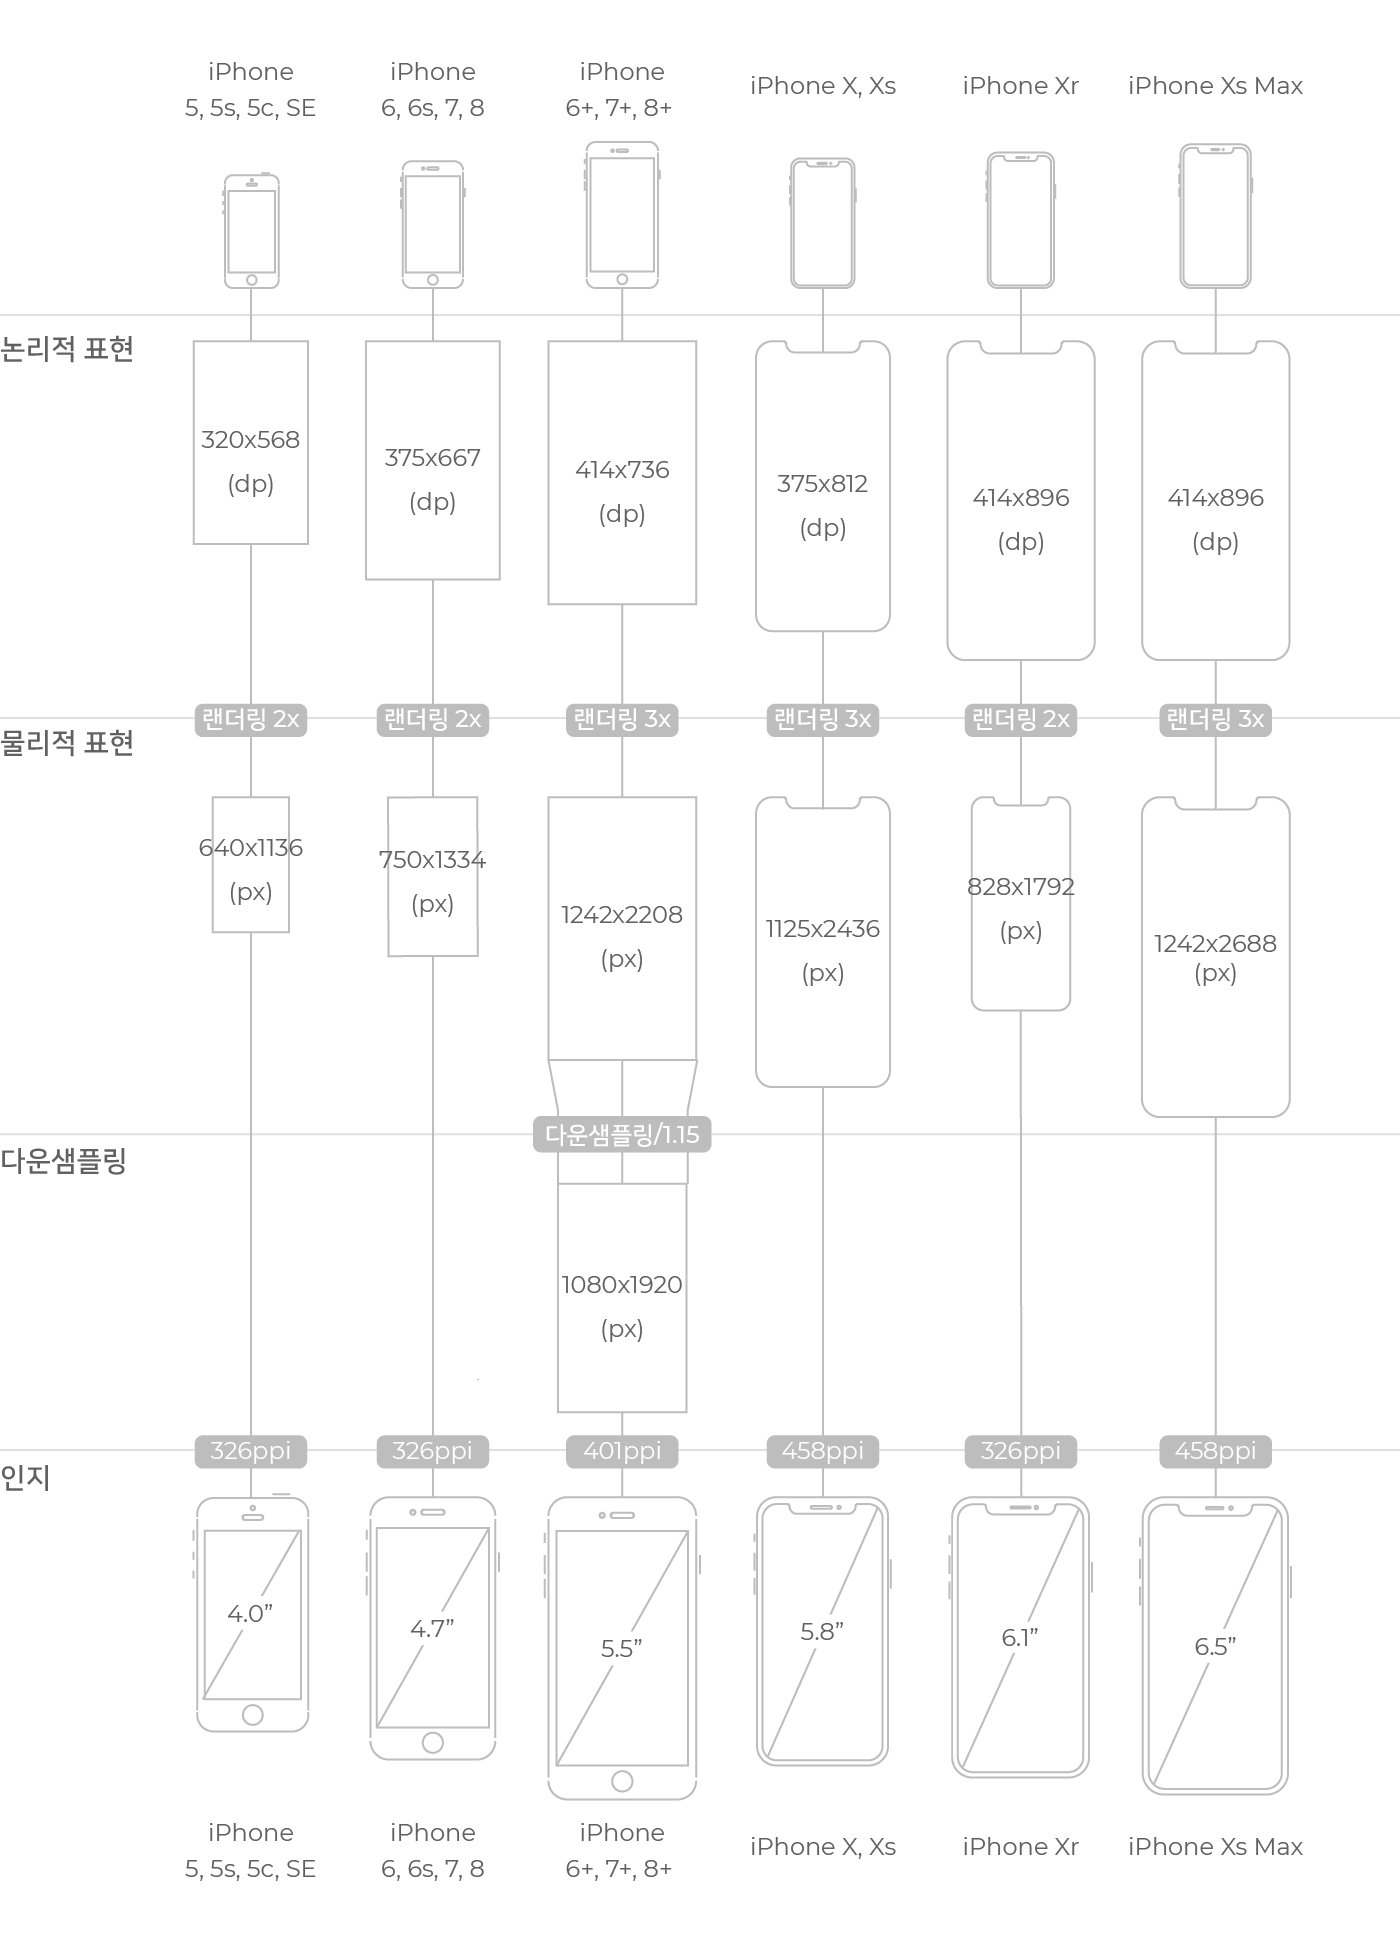 iPhone
5, 5s, 5c, SE
iPhone
6, 6s, 7, 8
iPhone
6+, 7+, 8+
iPhone X, Xs
iPhone Xr
iPhone Xs Max
논리적 표현
320x568
(dp)
375x667
(dp)
414x736
(dp)
375x812
(dp)
414x896
(dp)
414x896
(dp)
랜더링 2x
랜더링 2x
랜더링 3x
랜더링 3x
랜더링 2x
랜더링 3x
물리적 표현
640x1136
(px)
750x1334
(px)
1242x2208
(px)
1125x2436
(px)
828x1792
(px)
1242x2688
(px)
다운샘플링/1.15
다운샘플링
1080x1920
(px)
326ppi
326ppi
401ppi
458ppi
326ppi
458ppi
인지
4.0”
4.7”
5.5”
5.8”
6.1”
6.5”
iPhone
5, 5s, 5c, SE
iPhone
6, 6s, 7, 8
iPhone
6+, 7+, 8+
iPhone X, Xs
iPhone Xr
iPhone Xs Max